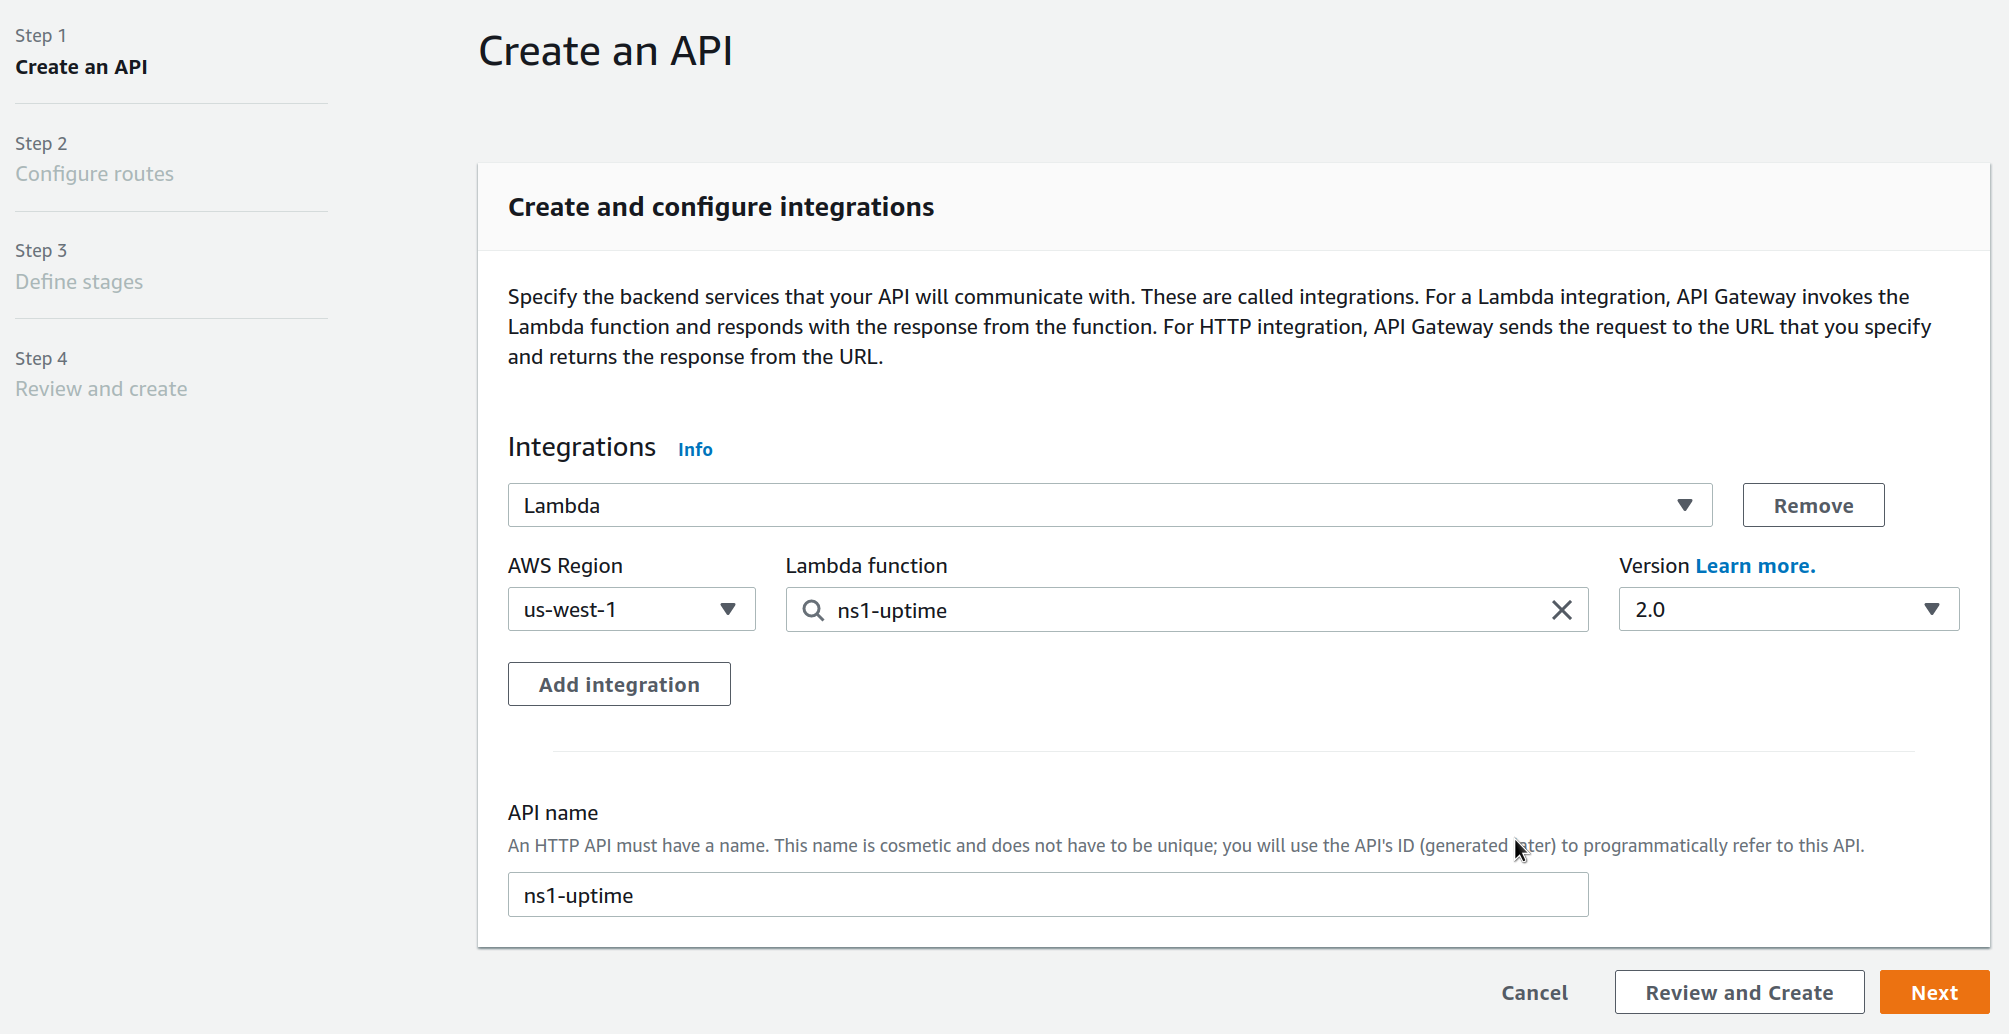 Step 1
Create an API
Step 2
Configure routes
Step 3
Define stages
Step 4
Review and create
Create an API
Create and configure integrations
Specify the backend services that your API will communicate with. These are called integrations. For a Lambda integration, API Gateway invokes the
Lambda function and responds with the response from the function. For HTTP integration, API Gateway sends the request to the URL that you specify
and returns the response from the URL.
Integrations Info
Lambda
Remove
AWS Region Lambda function Version Learn more.
us-west-1 ns1-uptime 2.0
Add integration
API name
An HTTP API must have a name. This name is cosmetic and does not have to be unique; you will use the API's ID (generated later) to programmatically refer to this API.
ns1-uptime
Cancel Review and Create Next